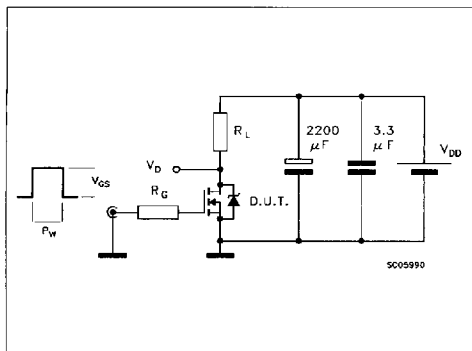 R_L
2200 μF
3.3 μF
V_DD
V_D
V_GS
R_G
D.U.T.
P_W
SC05990